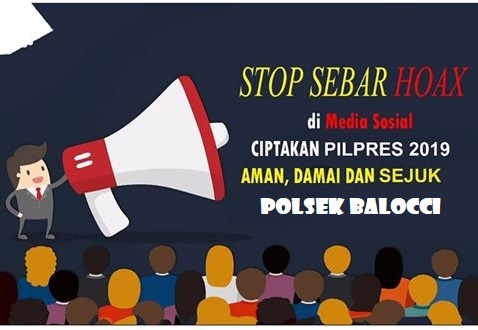 STOP SEBAR HOAX
di Media Sosial
CIPTAKAN PILPRES 2019
AMAN, DAMAI DAN SEJUK
POLSEK BALOCCI